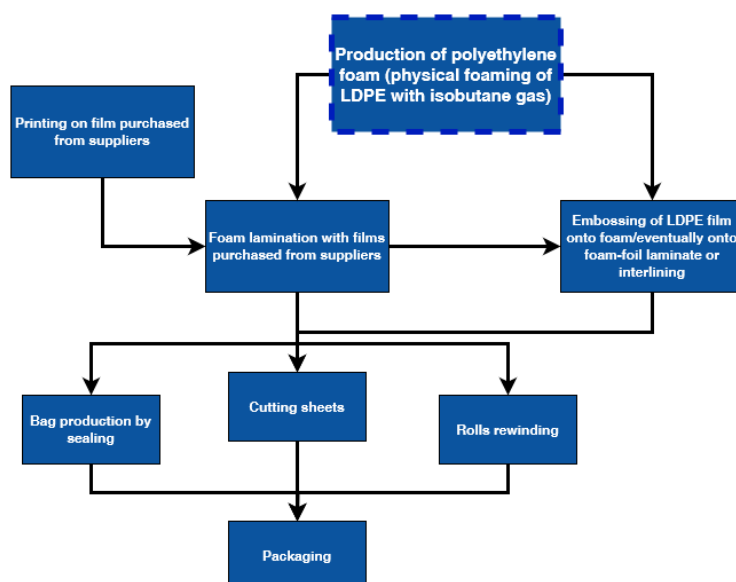 Production of polyethylene
foam (physical foaming of
LDPE with isobutane gas)
Printing on film purchased
from suppliers
Foam lamination with films
purchased from suppliers
Embossing of LDPE film
onto foam/eventually onto
foam-foil laminate or
interlining
Bag production by
sealing
Cutting sheets
Rolls rewinding
Packaging